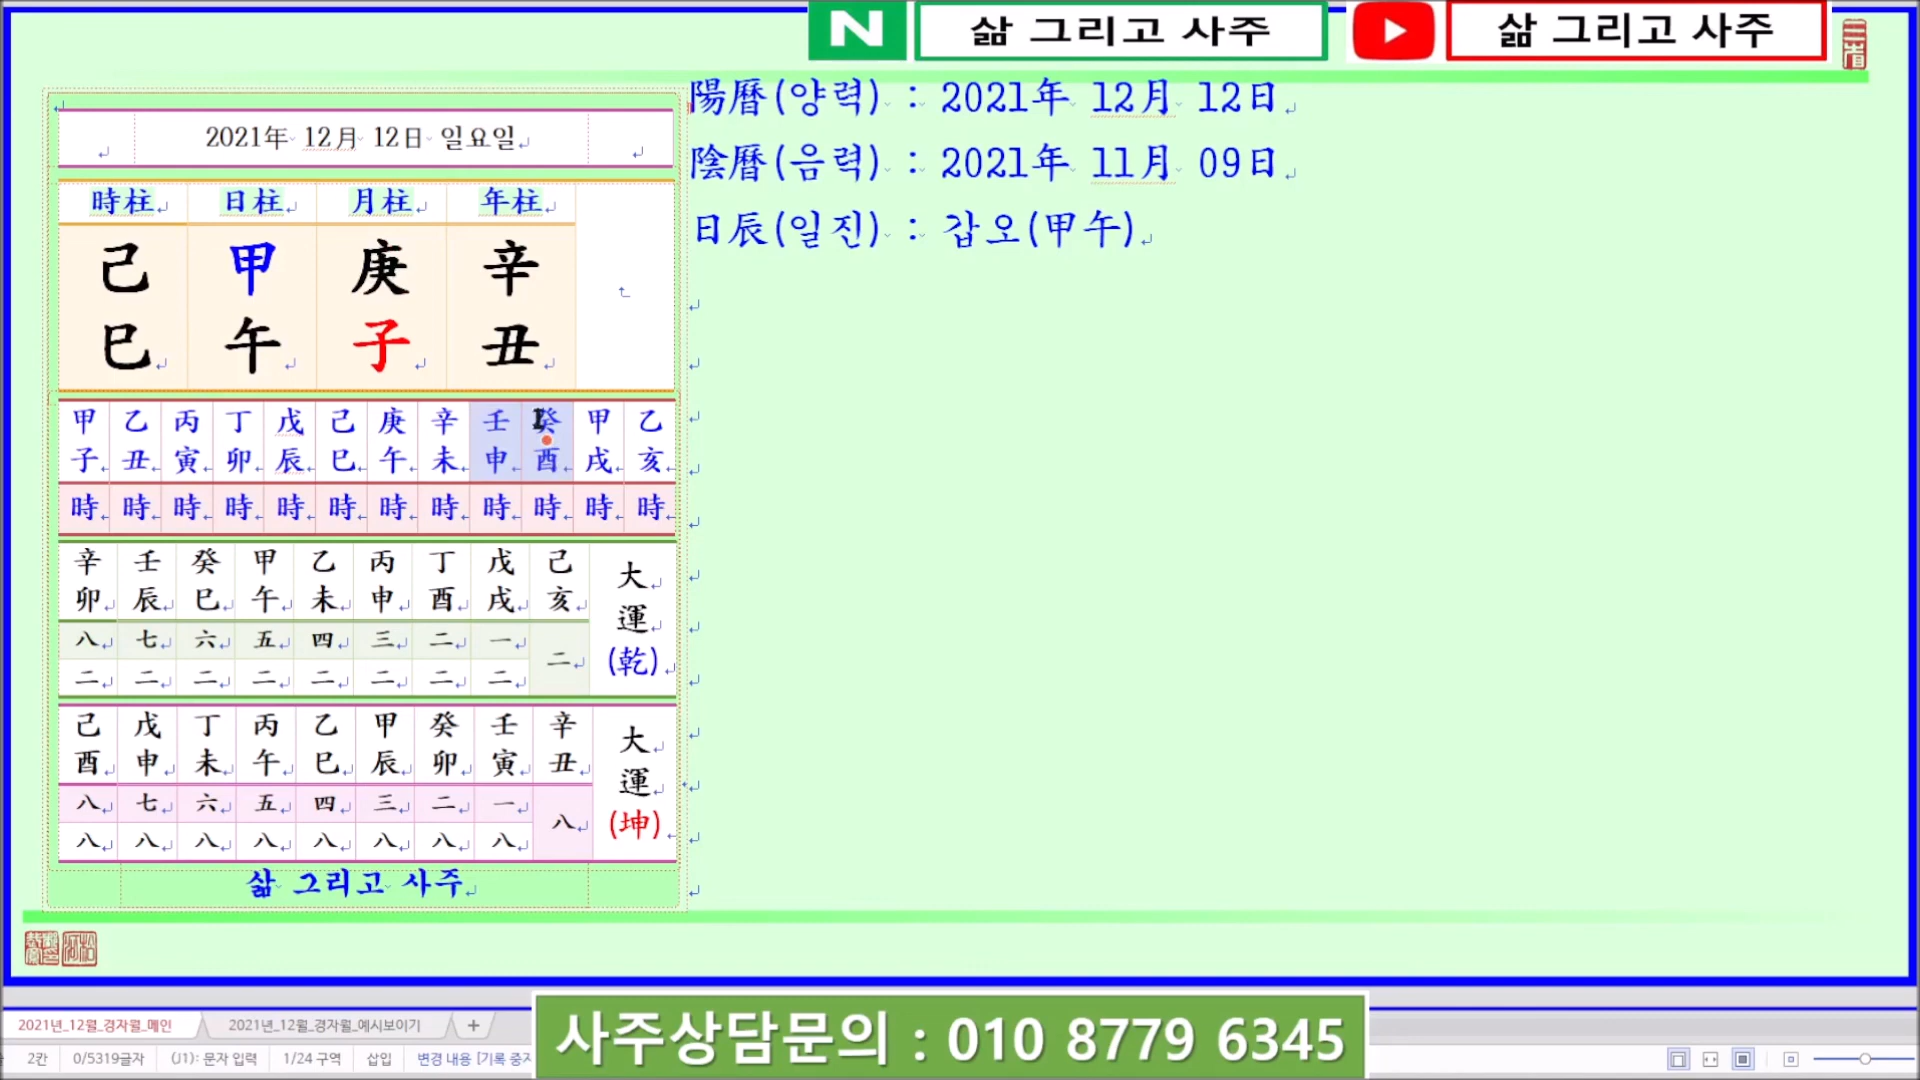 N 삶 그리고 사주 삶 그리고 사주
陽曆(양력) : 2021年 12月 12日
陰曆(음력) : 2021年 11月 09日
日辰(일진) : 갑오(甲午)
2021年 12月 12日 일요일
時柱 日柱 月柱 年柱
己 甲 庚 辛
巳 午 子 丑
甲 乙 丙 丁 戊 己 庚 辛 壬 癸 甲 乙
子 丑 寅 卯 辰 巳 午 未 申 酉 戌 亥
時 時 時 時 時 時 時 時 時 時 時 時
辛 壬 癸 甲 乙 丙 丁 戊 己 大
卯 辰 巳 午 未 申 酉 戌 亥 運
八 七 六 五 四 三 二 一 二 (乾)
二 二 二 二 二 二 二 二
己 戊 丁 丙 乙 甲 癸 壬 辛 大
酉 申 未 午 巳 辰 卯 寅 丑 運
八 七 六 五 四 三 二 一 八 (坤)
八 八 八 八 八 八 八 八
삶 그리고 사주
2021년_12월_경자월_메인 2021년_12월_경자월_예시보이기 +
사주상담문의 : 010 8779 6345
2칸 0/5319글자 (J1): 문자 입력 1/24 구역 삽입 변경 내용 [기록 중지